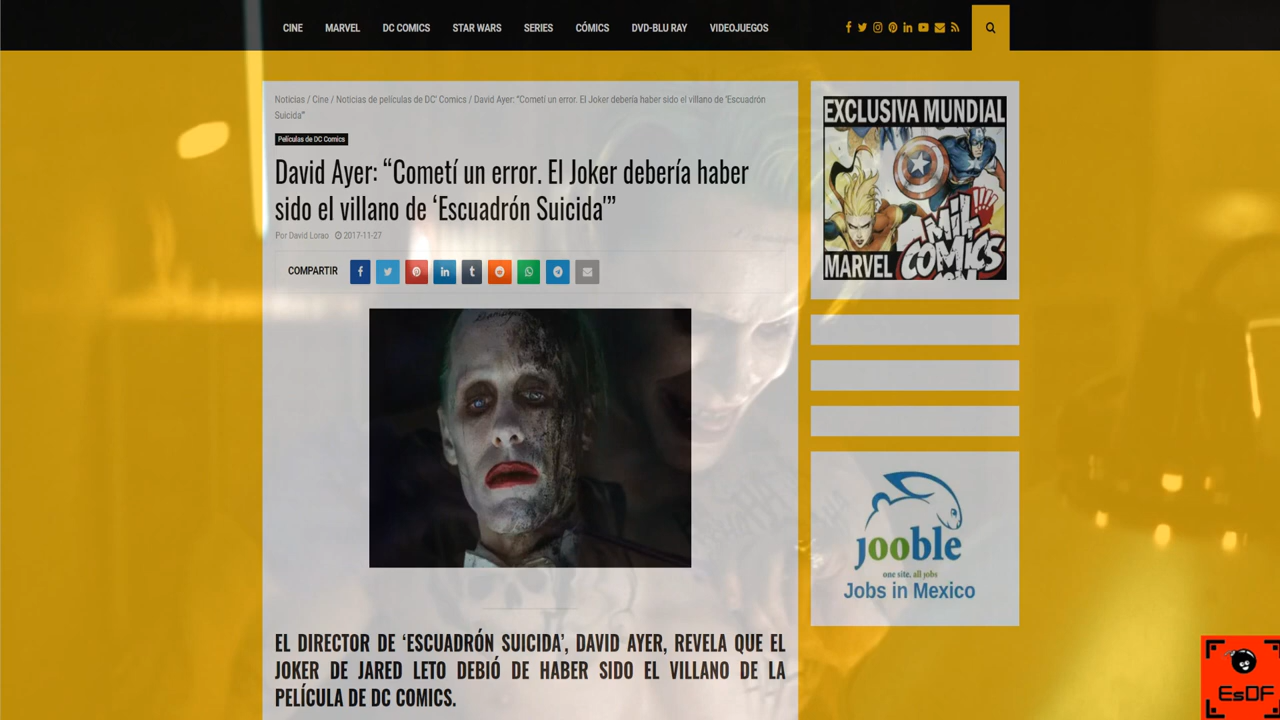 CINE MARVEL DC COMICS STAR WARS SERIES CÓMICS DVD-BLU RAY VIDEOJUEGOS
Noticias / Cine / Noticias de películas de DC' Comics / David Ayer: "Cometí un error. El Joker debería haber sido el villano de 'Escuadrón
Suicida'"
Películas de DC Comics
David Ayer: “Cometí un error. El Joker debería haber
sido el villano de ‘Escuadrón Suicida'”
Por David Lorao 2017-11-27
COMPARTIR
EL DIRECTOR DE ‘ESCUADRÓN SUICIDA’, DAVID AYER, REVELA QUE EL
JOKER DE JARED LETO DEBIÓ DE HABER SIDO EL VILLANO DE LA
PELÍCULA DE DC COMICS.
EXCLUSIVA MUNDIAL
MIL
COMICS
MARVEL
jooble
one site, all jobs
Jobs in Mexico
EsDF